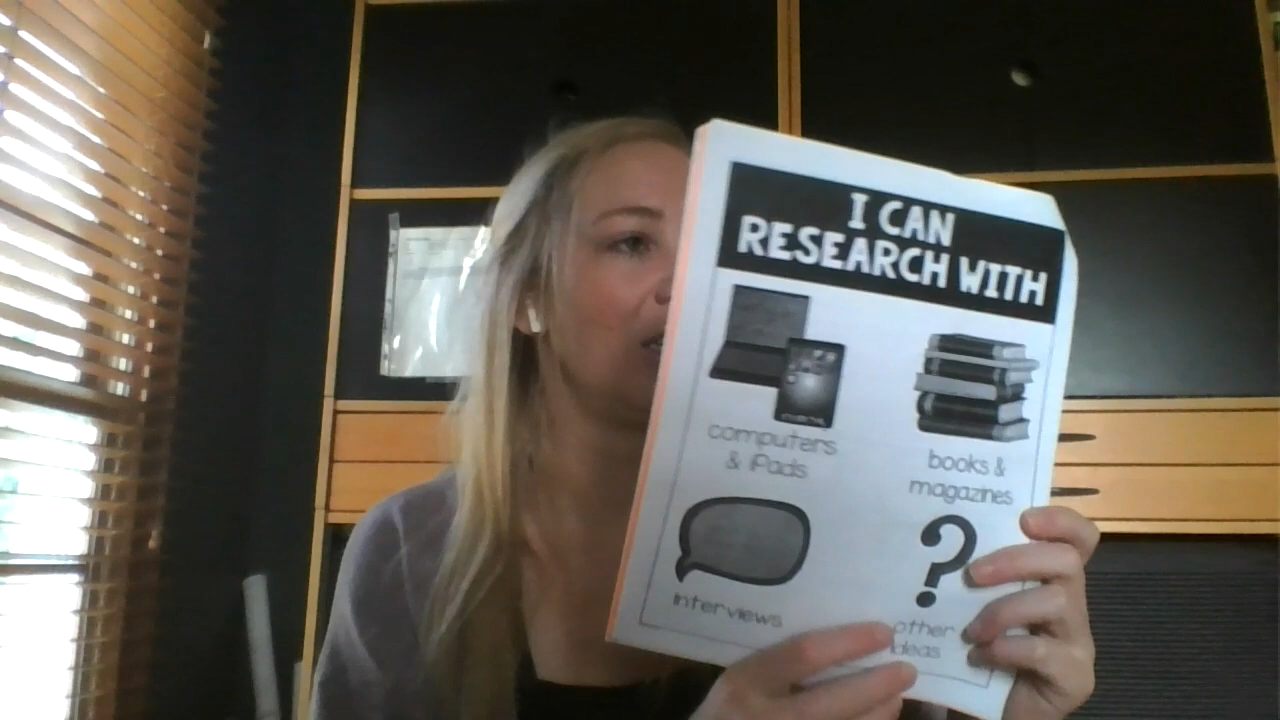 I CAN
RESEARCH WITH
computers
& iPads
books &
magazines
interviews
other
ideas